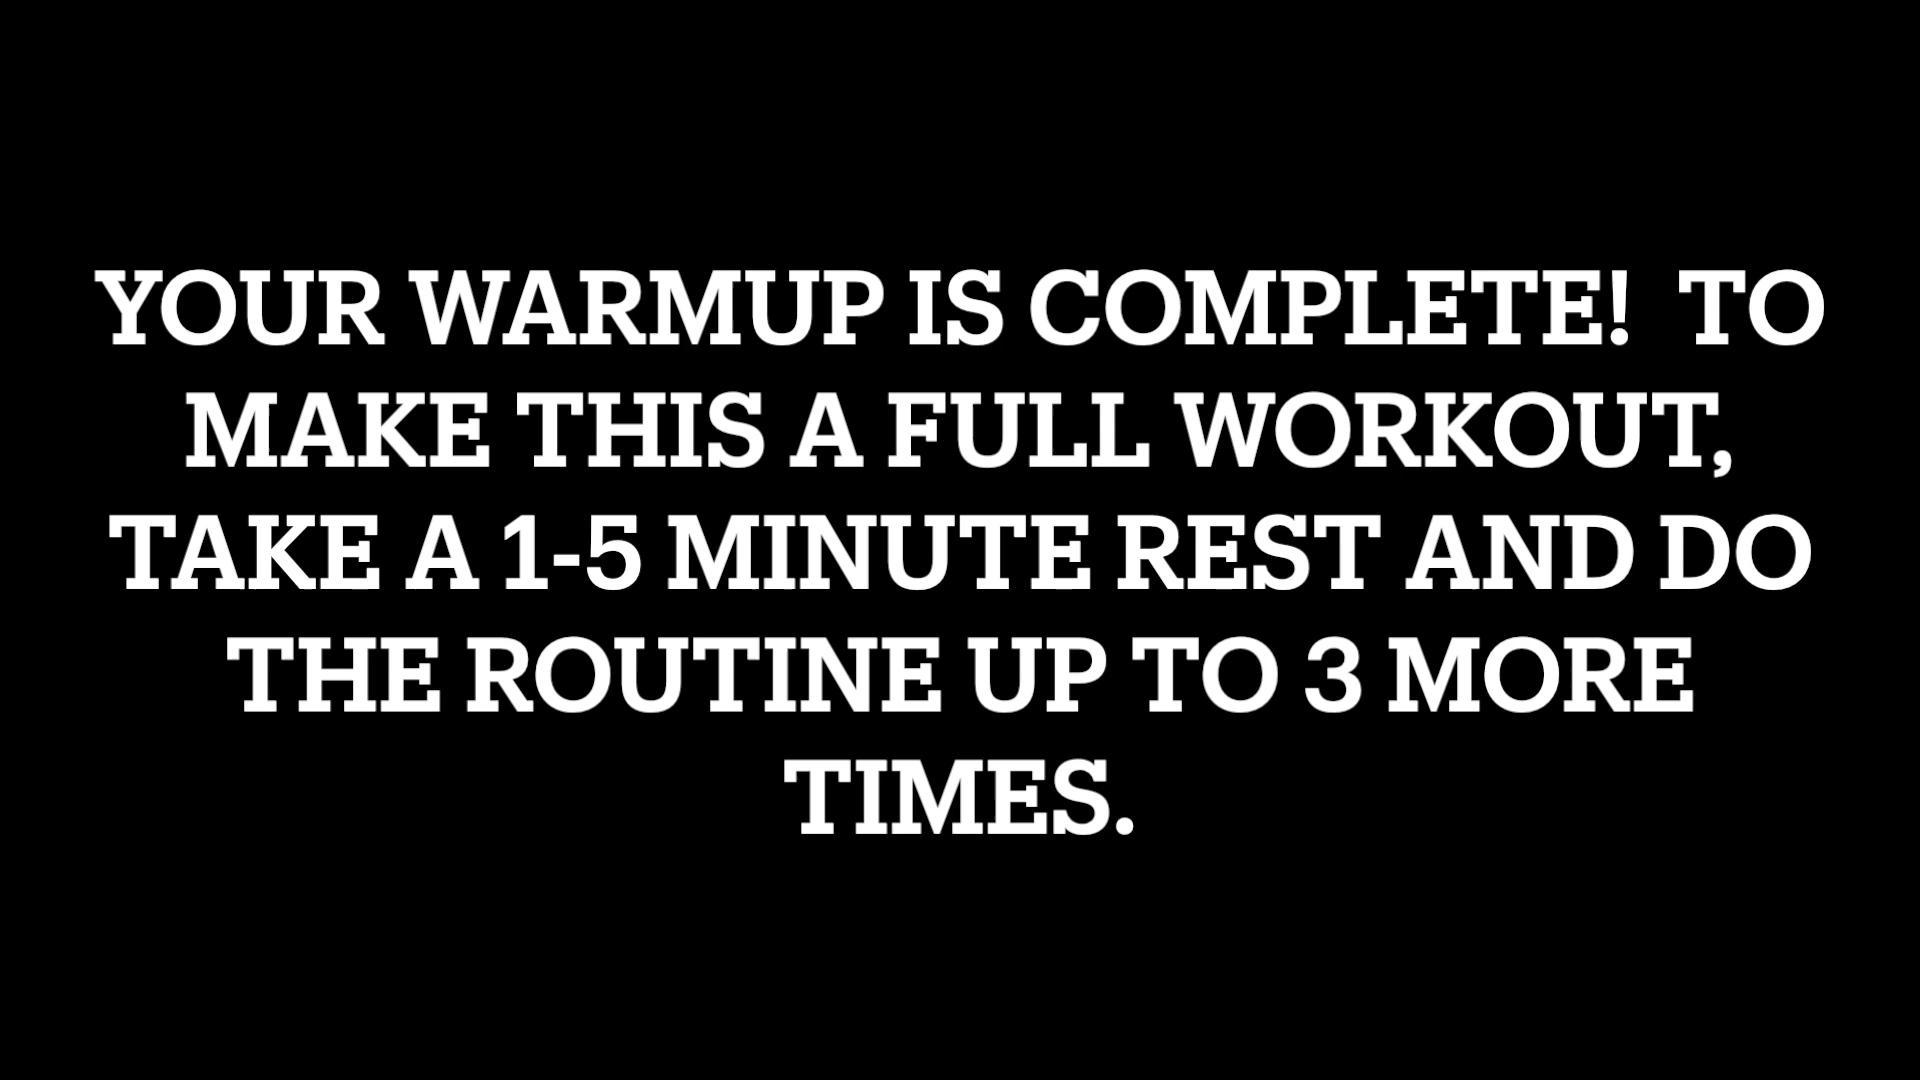 YOUR WARMUP IS COMPLETE!  TO
MAKE THIS A FULL WORKOUT,
TAKE A 1-5 MINUTE REST AND DO
THE ROUTINE UP TO 3 MORE
TIMES.